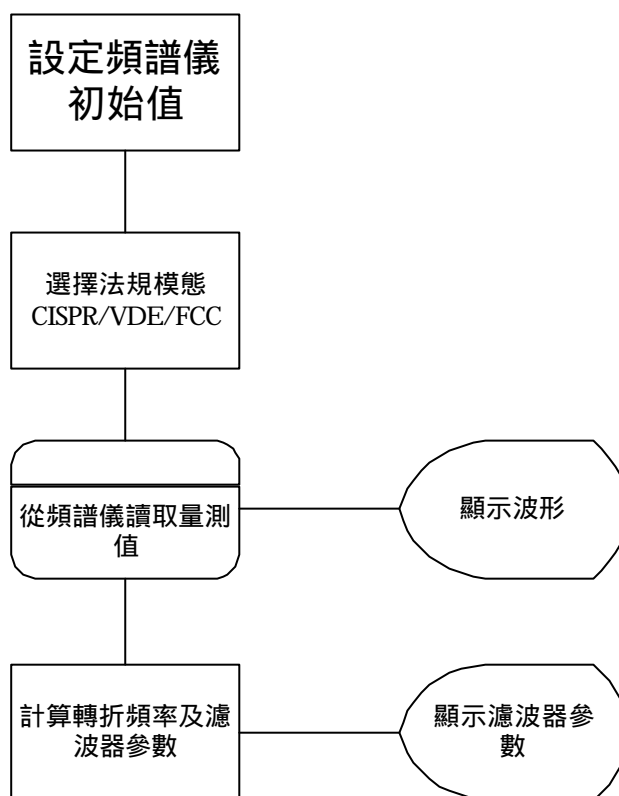 設定頻譜儀
初始值
選擇法規模態
CISPR/VDE/FCC
從頻譜儀讀取量測
值
顯示波形
計算轉折頻率及濾
波器參數
顯示濾波器參
數